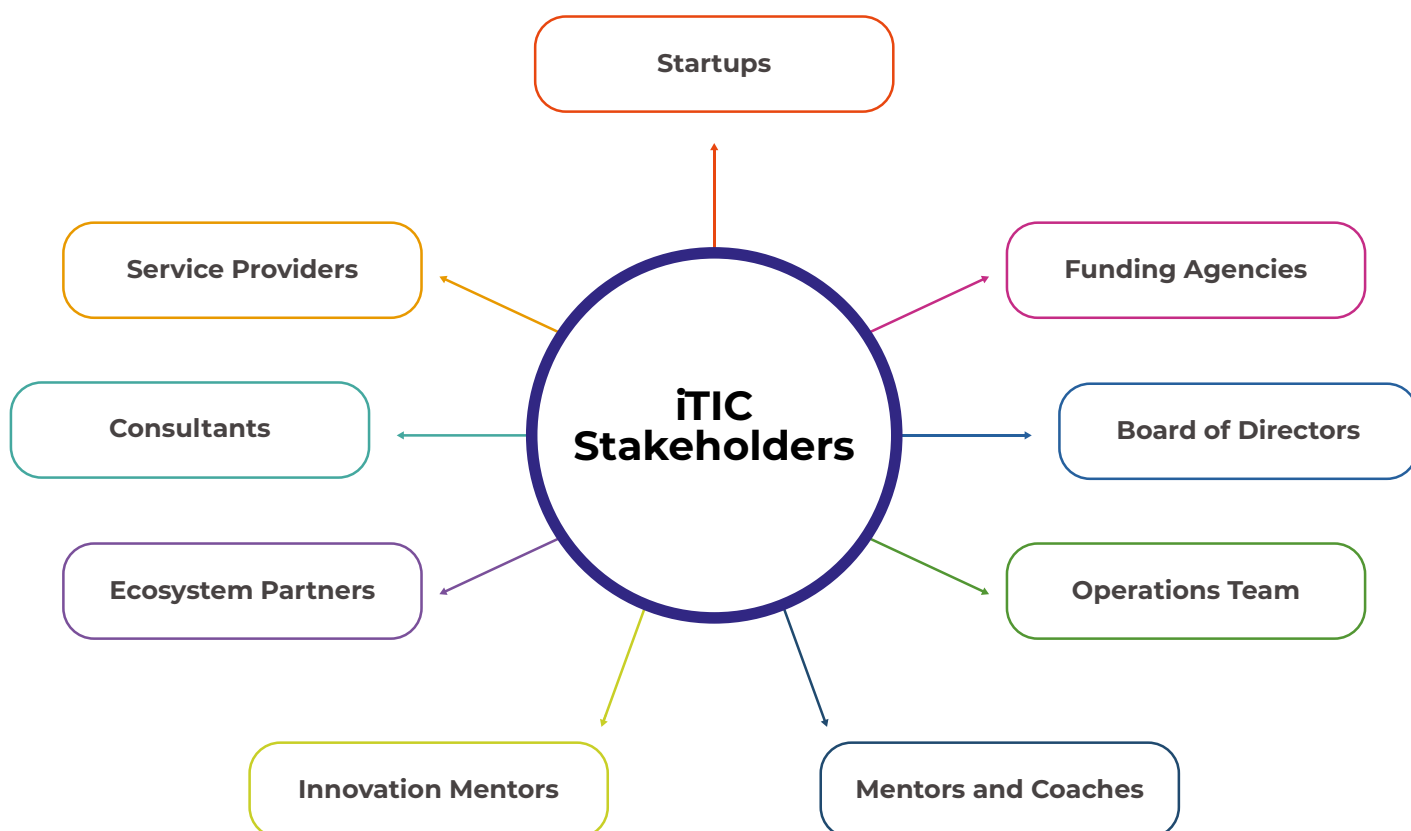 Startups
Service Providers
Funding Agencies
iTIC
Stakeholders
Consultants
Board of Directors
Ecosystem Partners
Operations Team
Innovation Mentors
Mentors and Coaches